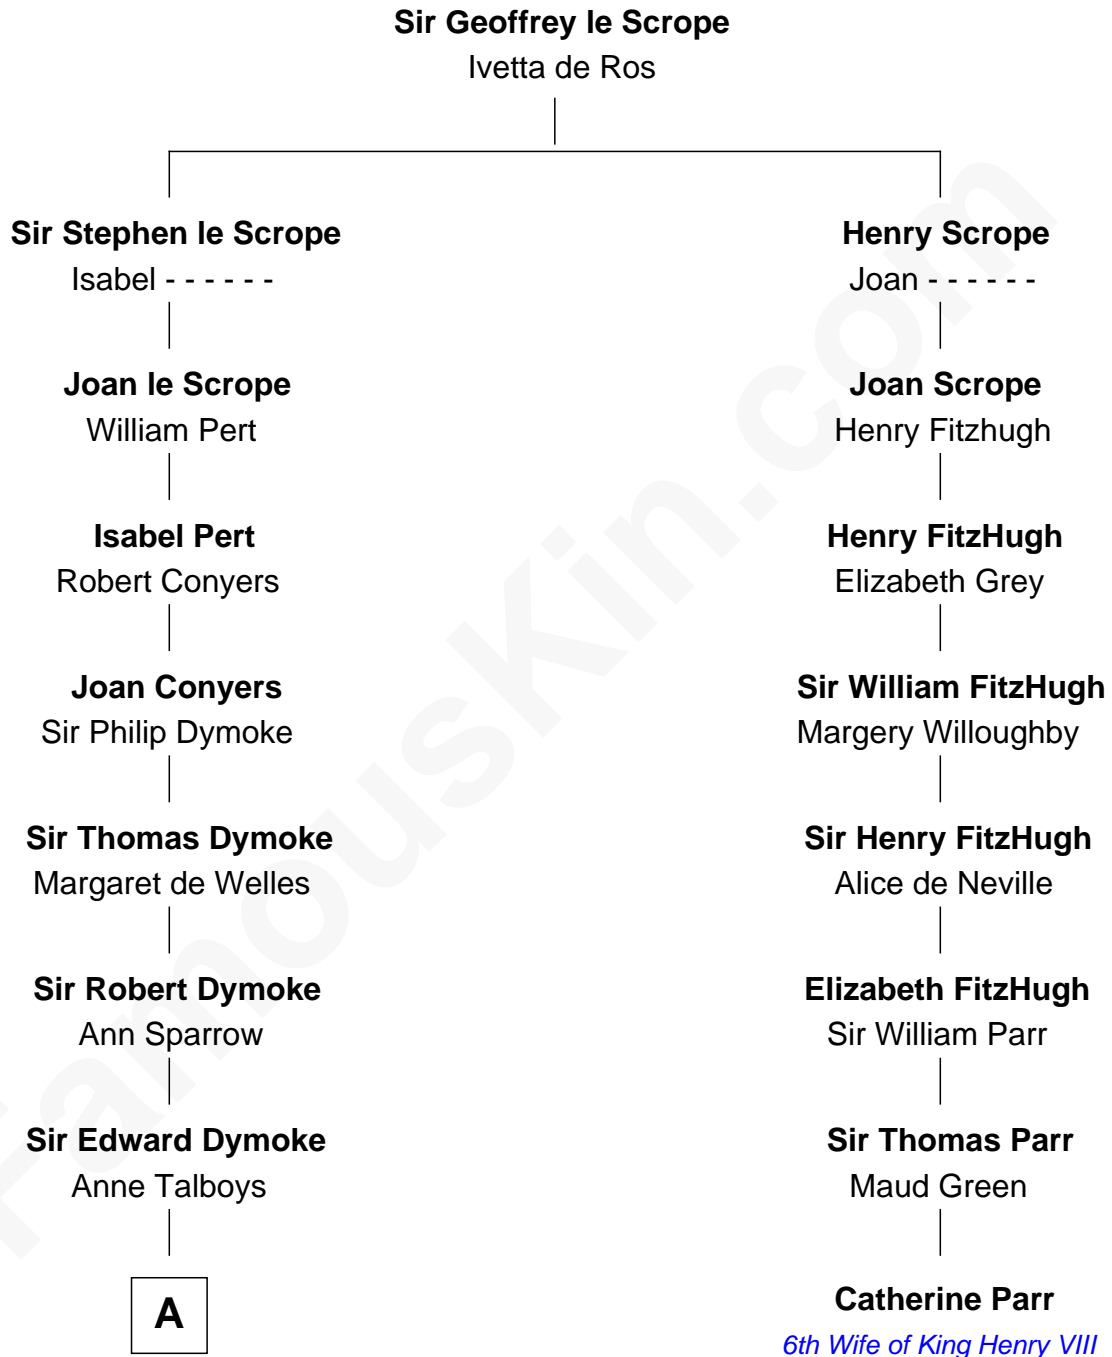 Sir Geoffrey le Scrope
Ivetta de Ros
Sir Stephen le Scrope
Isabel - - - - - -
Joan le Scrope
William Pert
Isabel Pert
Robert Conyers
Joan Conyers
Sir Philip Dymoke
Sir Thomas Dymoke
Margaret de Welles
Sir Robert Dymoke
Ann Sparrow
Sir Edward Dymoke
Anne Talboys
A
Henry Scrope
Joan - - - - - -
Joan Scrope
Henry Fitzhugh
Henry FitzHugh
Elizabeth Grey
Sir William FitzHugh
Margery Willoughby
Sir Henry FitzHugh
Alice de Neville
Elizabeth FitzHugh
Sir William Parr
Sir Thomas Parr
Maud Green
Catherine Parr
6th Wife of King Henry VIII
FamousKin.com